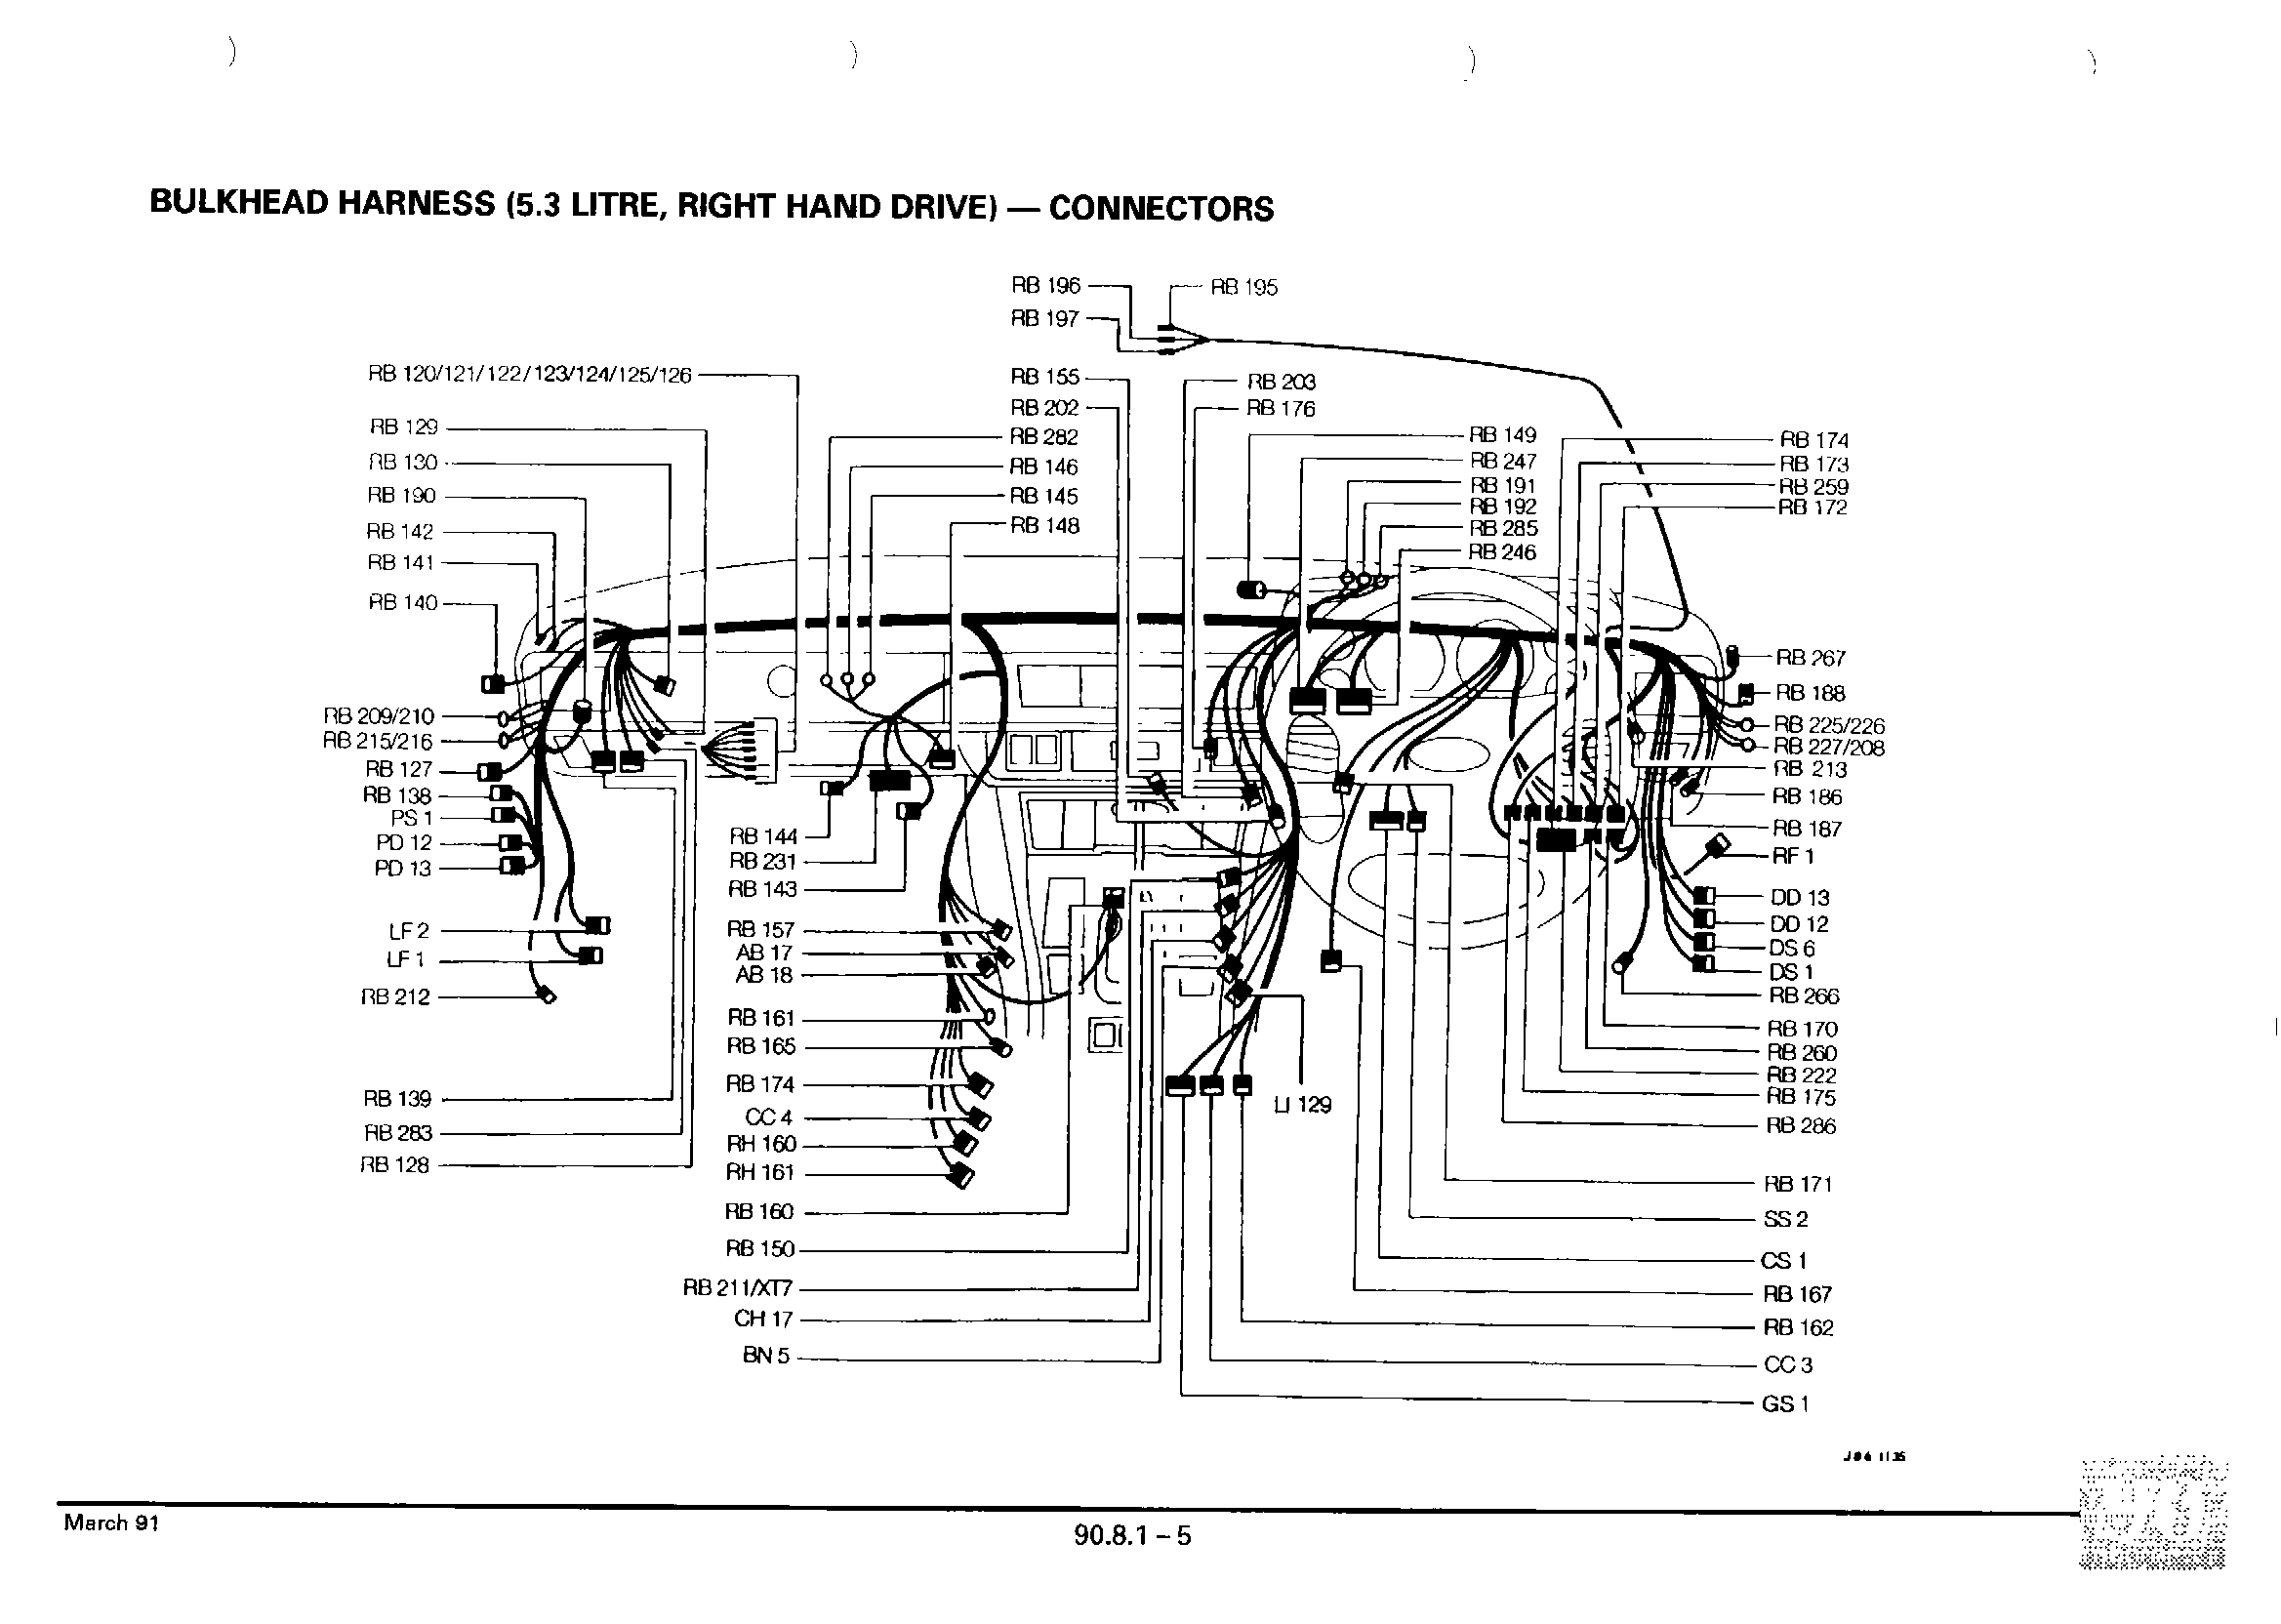 BULKHEAD HARNESS (5.3 LITRE, RIGHT HAND DRIVE) — CONNECTORS
RB 196
RB 195
RB 197
RB 120/121/122/123/124/125/126
RB 129
RB 130
RB 190
RB 142
RB 141
RB 140
RB 209/210
RB 215/216
RB 127
RB 138
PS 1
PD 12
PD 13
LF 2
LF 1
RB 212
RB 139
RB 283
RB 128
RB 155
RB 202
RB 282
RB 146
RB 145
RB 148
RB 203
RB 176
RB 144
RB 231
RB 143
RB 157
AB 17
AB 18
RB 161
RB 165
RB 174
CC 4
RH 160
RH 161
RB 160
RB 150
RB 211/XT7
CH 17
BN 5
LI 129
RB 149
RB 247
RB 191
RB 192
RB 285
RB 246
RB 174
RB 173
RB 259
RB 172
RB 267
RB 188
RB 225/226
RB 227/208
RB 213
RB 186
RB 187
RF 1
DD 13
DD 12
DS 6
DS 1
RB 266
RB 170
RB 260
RB 222
RB 175
RB 286
RB 171
SS 2
CS 1
RB 167
RB 162
CC 3
GS 1
J86 1135
March 91
90.8.1 – 5